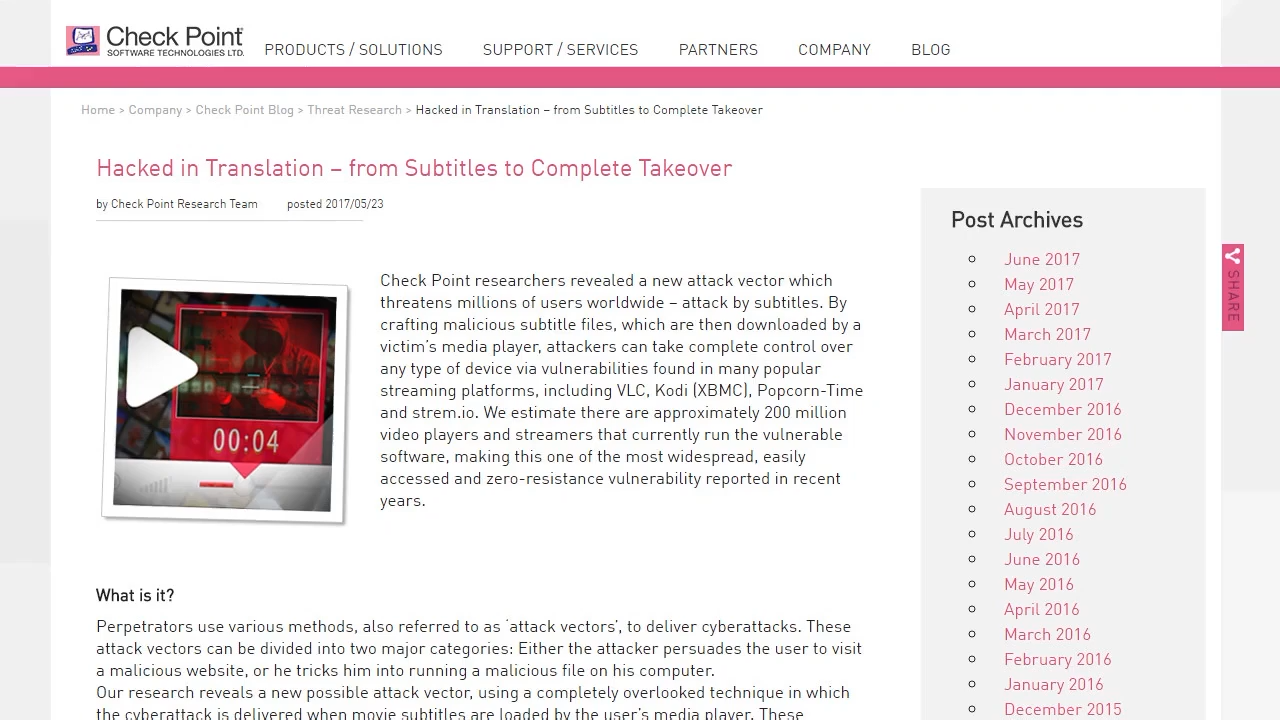 Check Point
SOFTWARE TECHNOLOGIES LTD.
PRODUCTS / SOLUTIONS
SUPPORT / SERVICES
PARTNERS
COMPANY
BLOG
Home > Company > Check Point Blog > Threat Research > Hacked in Translation – from Subtitles to Complete Takeover
Hacked in Translation – from Subtitles to Complete Takeover
by Check Point Research Team
posted 2017/05/23
00:04
Check Point researchers revealed a new attack vector which
threatens millions of users worldwide – attack by subtitles. By
crafting malicious subtitle files, which are then downloaded by a
victim’s media player, attackers can take complete control over
any type of device via vulnerabilities found in many popular
streaming platforms, including VLC, Kodi (XBMC), Popcorn-Time
and strem.io. We estimate there are approximately 200 million
video players and streamers that currently run the vulnerable
software, making this one of the most widespread, easily
accessed and zero-resistance vulnerability reported in recent
years.
What is it?
Perpetrators use various methods, also referred to as ‘attack vectors’, to deliver cyberattacks. These
attack vectors can be divided into two major categories: Either the attacker persuades the user to visit
a malicious website, or he tricks him into running a malicious file on his computer.
Our research reveals a new possible attack vector, using a completely overlooked technique in which
the cyberattack is delivered when movie subtitles are loaded by the user’s media player. These
Post Archives
June 2017
May 2017
April 2017
March 2017
February 2017
January 2017
December 2016
November 2016
October 2016
September 2016
August 2016
July 2016
June 2016
May 2016
April 2016
March 2016
February 2016
January 2016
December 2015
SHARE